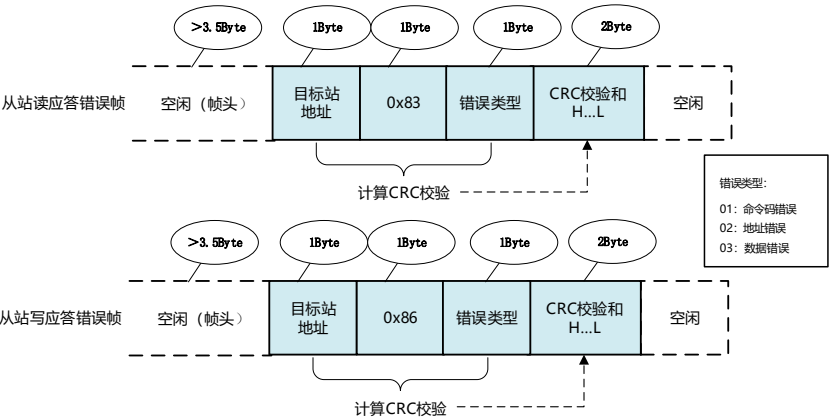 >3.5Byte
1Byte
1Byte
1Byte
2Byte
从站读应答错误帧
空闲（帧头）
目标站
地址
0x83
错误类型
CRC校验和
H...L
空闲
计算CRC校验
错误类型：
01：命令码错误
02：地址错误
03：数据错误
>3.5Byte
1Byte
1Byte
1Byte
2Byte
从站写应答错误帧
空闲（帧头）
目标站
地址
0x86
错误类型
CRC校验和
H...L
空闲
计算CRC校验